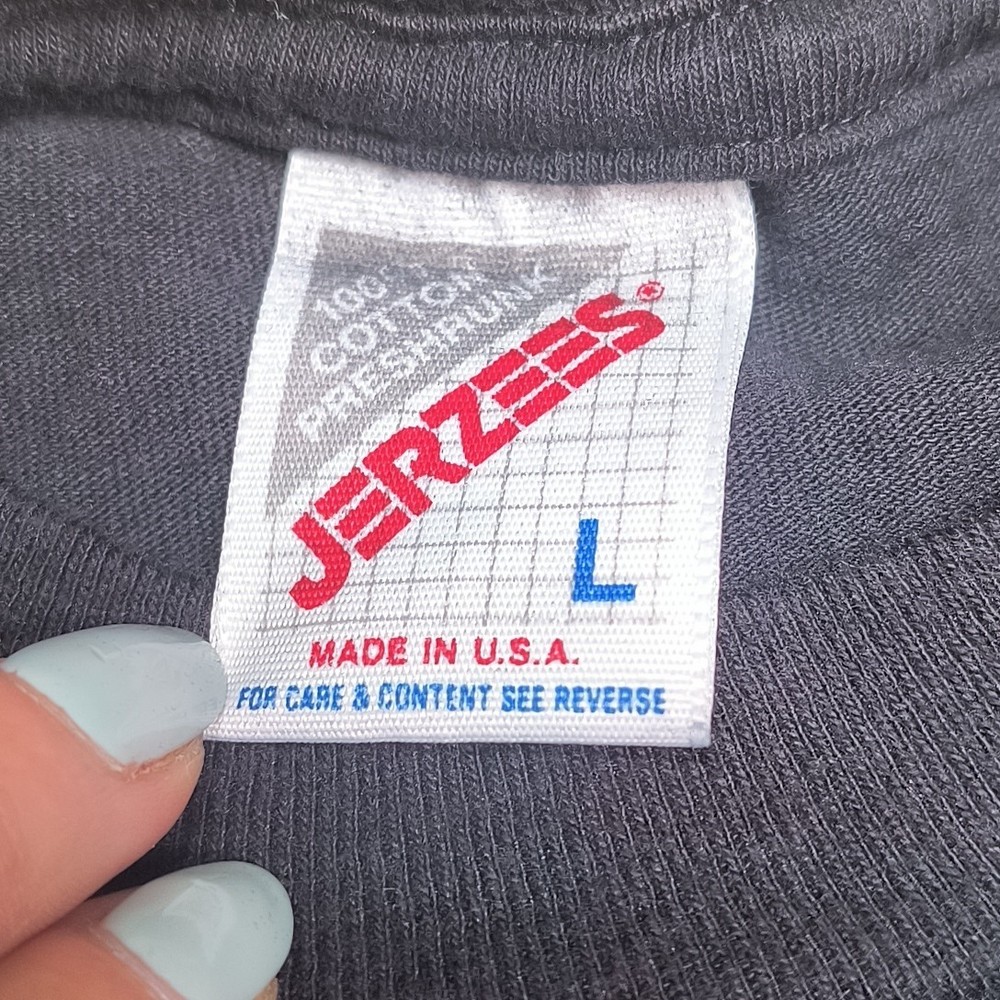 100%
COTTON
PRESHRUNK
JERZEES®
L
MADE IN U.S.A.
FOR CARE & CONTENT SEE REVERSE